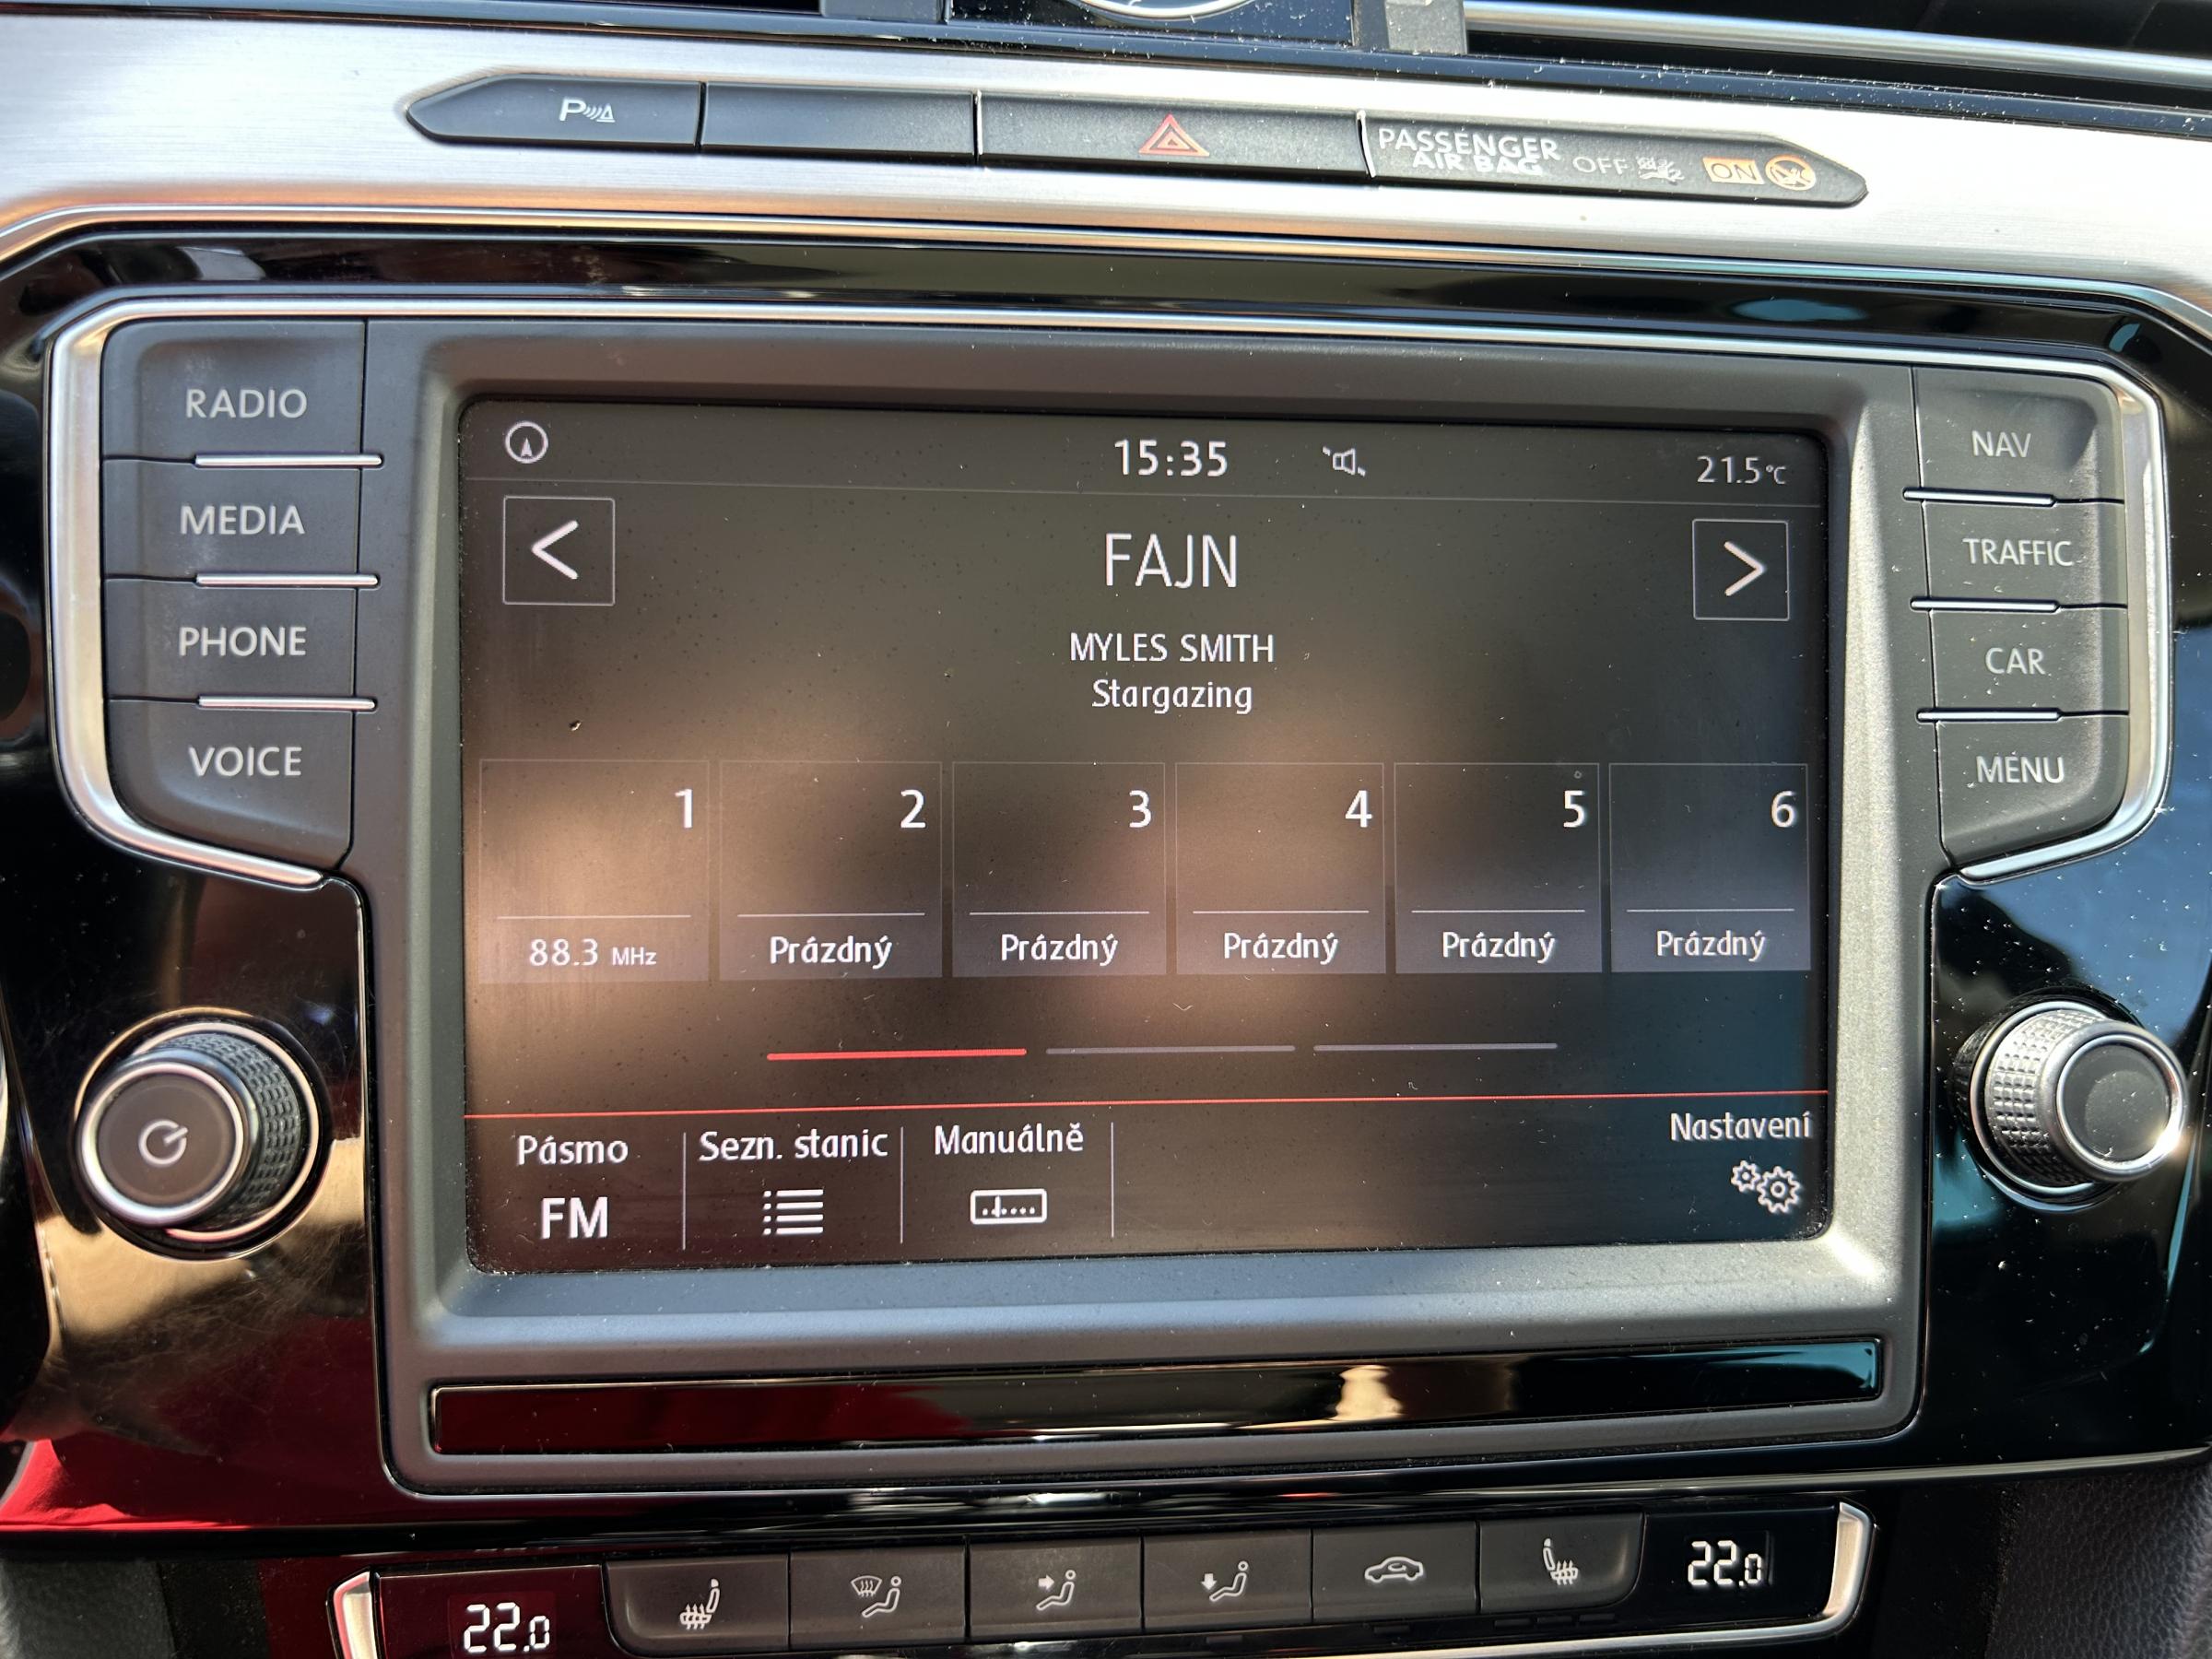 P
PASSENGER
AIR BAG OFF ON
RADIO
MEDIA
PHONE
VOICE
15:35
21.5°C
<
FAJN
>
MYLES SMITH
Stargazing
1 2 3 4 5 6
88.3 MHz Prázdný Prázdný Prázdný Prázdný Prázdný
Pásmo Sezn. stanic Manuálně Nastavení
FM
NAV
TRAFFIC
CAR
MENU
22.0 22.0